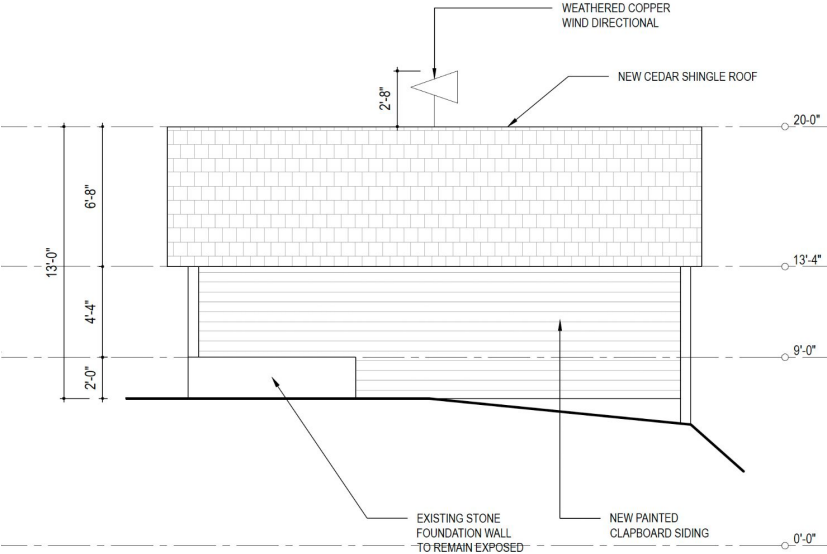 WEATHERED COPPER
WIND DIRECTIONAL
NEW CEDAR SHINGLE ROOF
2'-8"
20-0"
6'-8"
13'-0"
13'-4"
4'-4"
9'-0"
2'-0"
EXISTING STONE
FOUNDATION WALL
TO REMAIN EXPOSED
NEW PAINTED
CLAPBOARD SIDING
0'-0"